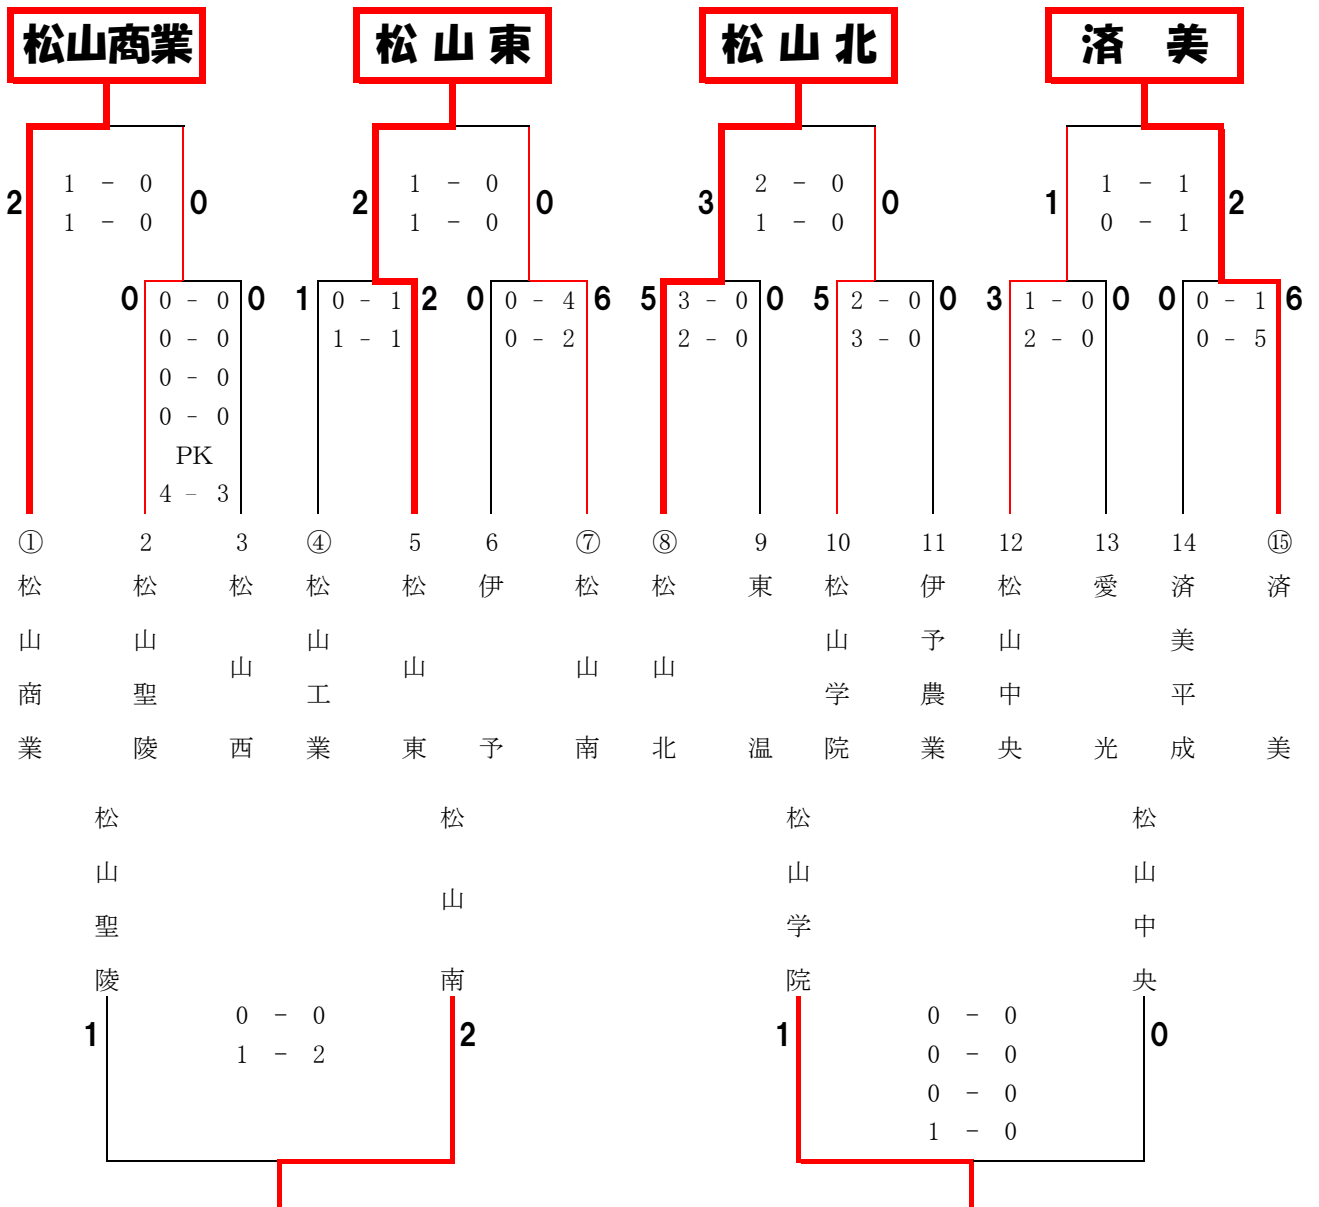 松山商業 松山東 松山北 済美
2 1 - 0 0 2 1 - 0 0 3 2 - 0 0 1 1 - 1 2
1 - 0 1 - 0 1 - 0 0 - 1
0 0 - 0 0 1 0 - 1 2 0 0 - 4 6 5 3 - 0 0 5 2 - 0 0 3 1 - 0 0 0 0 - 1 6
0 - 0 1 - 1 0 - 2 2 - 0 3 - 0 2 - 0 0 - 5
0 - 0
0 - 0
PK
4 - 3
① 2 3 ④ 5 6 ⑦ ⑧ 9 10 11 12 13 14 ⑮
松山商業
松山聖陵
松山西
松山工業
松山東
伊予
松山南
松山北
東温
松山学院
伊予農業
松山中央
愛光
済美平成
済美
松山聖陵
松山南
松山学院
松山中央
1 0 - 0 2 1 0 - 0 0
1 - 2 0 - 0
0 - 0
1 - 0